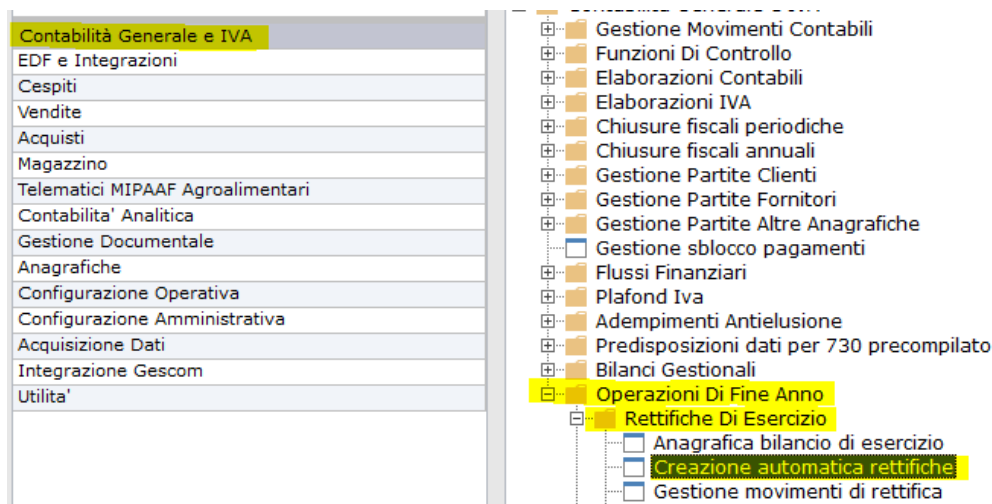 Contabilità Generale e IVA
EDF e Integrazioni
Cespiti
Vendite
Acquisti
Magazzino
Telematici MIPAAF Agroalimentari
Contabilita' Analitica
Gestione Documentale
Anagrafiche
Configurazione Operativa
Configurazione Amministrativa
Acquisizione Dati
Integrazione Gescom
Utilita'
Gestione Movimenti Contabili
Funzioni Di Controllo
Elaborazioni Contabili
Elaborazioni IVA
Chiusure fiscali periodiche
Chiusure fiscali annuali
Gestione Partite Clienti
Gestione Partite Fornitori
Gestione Partite Altre Anagrafiche
Gestione sblocco pagamenti
Flussi Finanziari
Plafond Iva
Adempimenti Antielusione
Predisposizioni dati per 730 precompilato
Bilanci Gestionali
Operazioni Di Fine Anno
Rettifiche Di Esercizio
Anagrafica bilancio di esercizio
Creazione automatica rettifiche
Gestione movimenti di rettifica